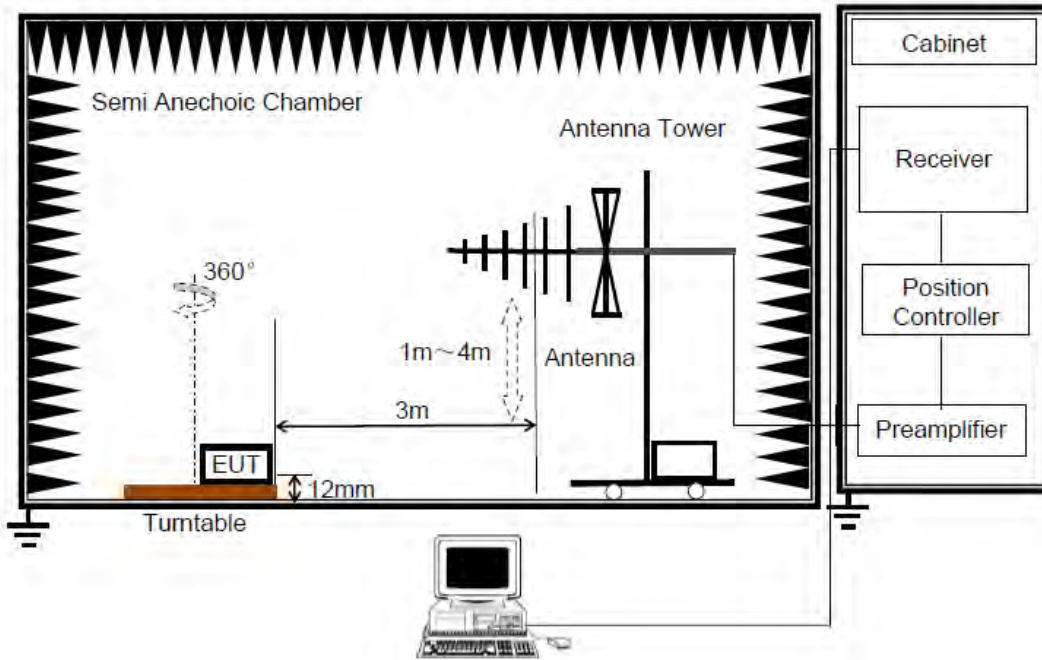 Cabinet
Semi Anechoic Chamber
Antenna Tower
Receiver
360°
Position
Controller
1m～4m
Antenna
3m
Preamplifier
EUT
12mm
Turntable